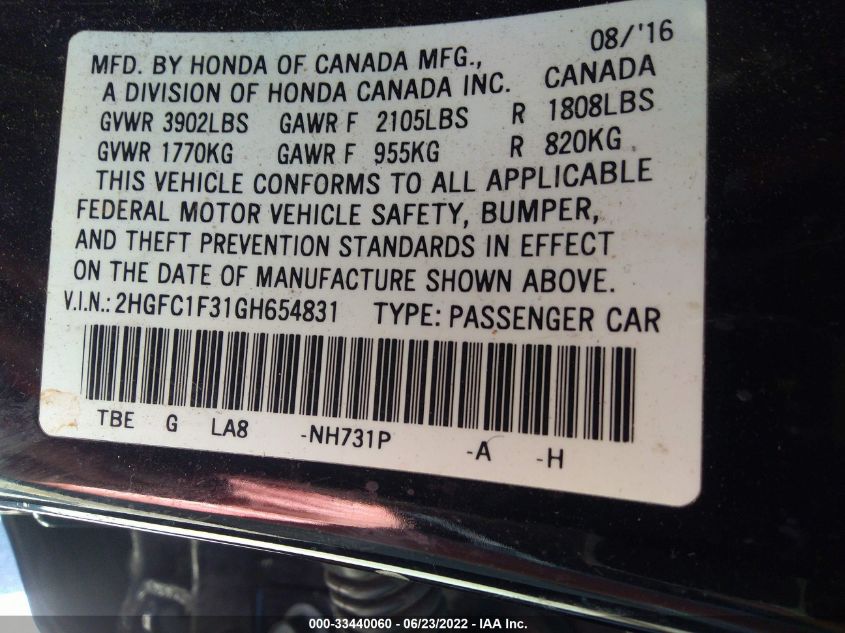 08/'16
MFD. BY HONDA OF CANADA MFG.,
A DIVISION OF HONDA CANADA INC. CANADA
GVWR 3902LBS GAWR F 2105LBS R 1808LBS
GVWR 1770KG GAWR F 955KG R 820KG
THIS VEHICLE CONFORMS TO ALL APPLICABLE
FEDERAL MOTOR VEHICLE SAFETY, BUMPER,
AND THEFT PREVENTION STANDARDS IN EFFECT
ON THE DATE OF MANUFACTURE SHOWN ABOVE.
V.I.N.: 2HGFC1F31GH654831 TYPE: PASSENGER CAR
TBE G LA8 -NH731P -A -H
000-33440060 - 06/23/2022 - IAA Inc.